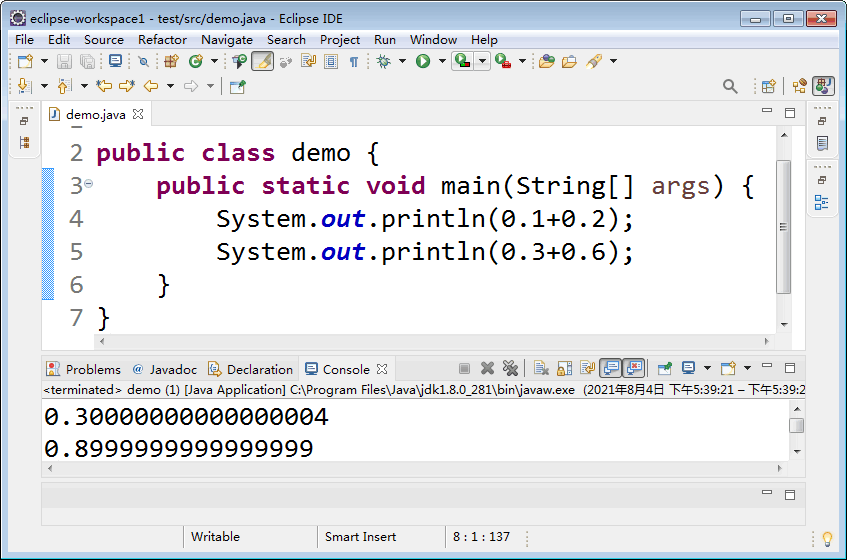 eclipse-workspace1 - test/src/demo.java - Eclipse IDE
File Edit Source Refactor Navigate Search Project Run Window Help
demo.java
2 public class demo {
3 public static void main(String[] args) {
4 System.out.println(0.1+0.2);
5 System.out.println(0.3+0.6);
6 }
7 }
Problems @ Javadoc Declaration Console
<terminated> demo (1) [Java Application] C:\Program Files\Java\jdk1.8.0_281\bin\javaw.exe (2021年8月4日 下午5:39:21 – 下午5:39:2
0.30000000000000004
0.8999999999999999
Writable Smart Insert 8 : 1 : 137